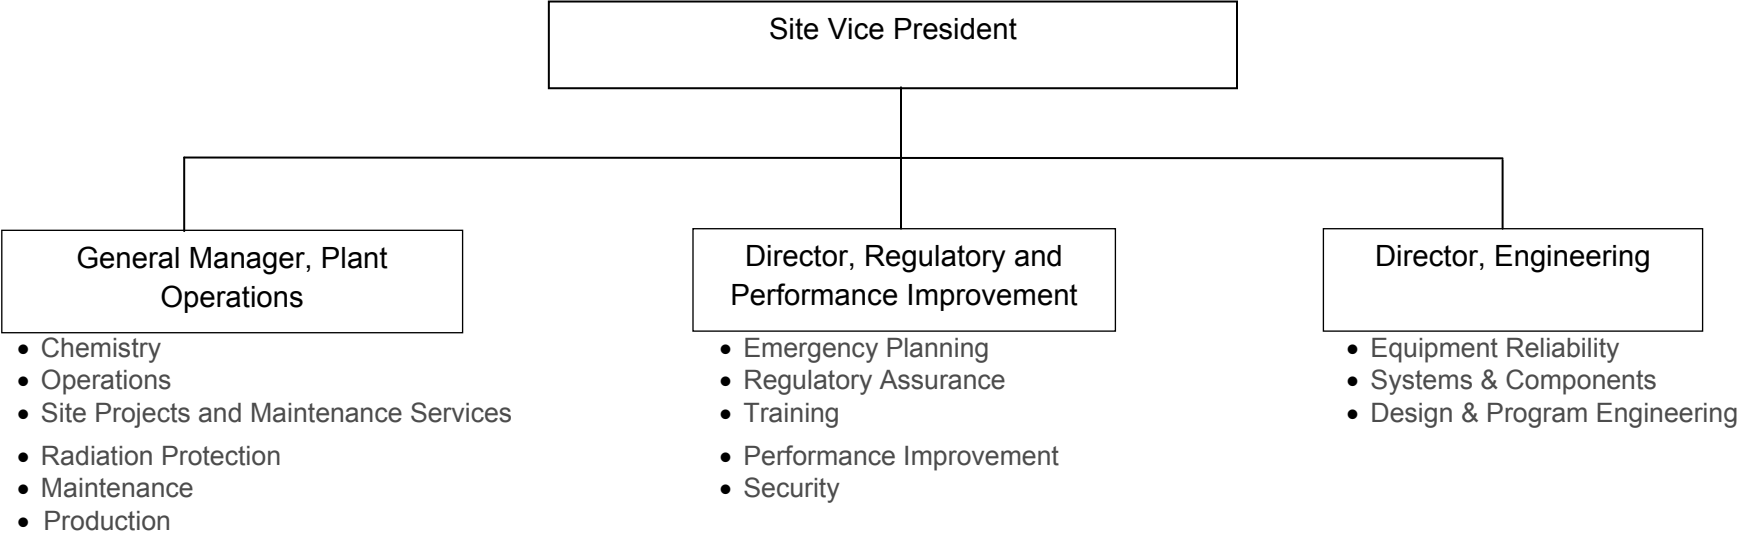 Site Vice President
General Manager, Plant
Operations
• Chemistry
• Operations
• Site Projects and Maintenance Services
• Radiation Protection
• Maintenance
• Production
Director, Regulatory and
Performance Improvement
• Emergency Planning
• Regulatory Assurance
• Training
• Performance Improvement
• Security
Director, Engineering
• Equipment Reliability
• Systems & Components
• Design & Program Engineering